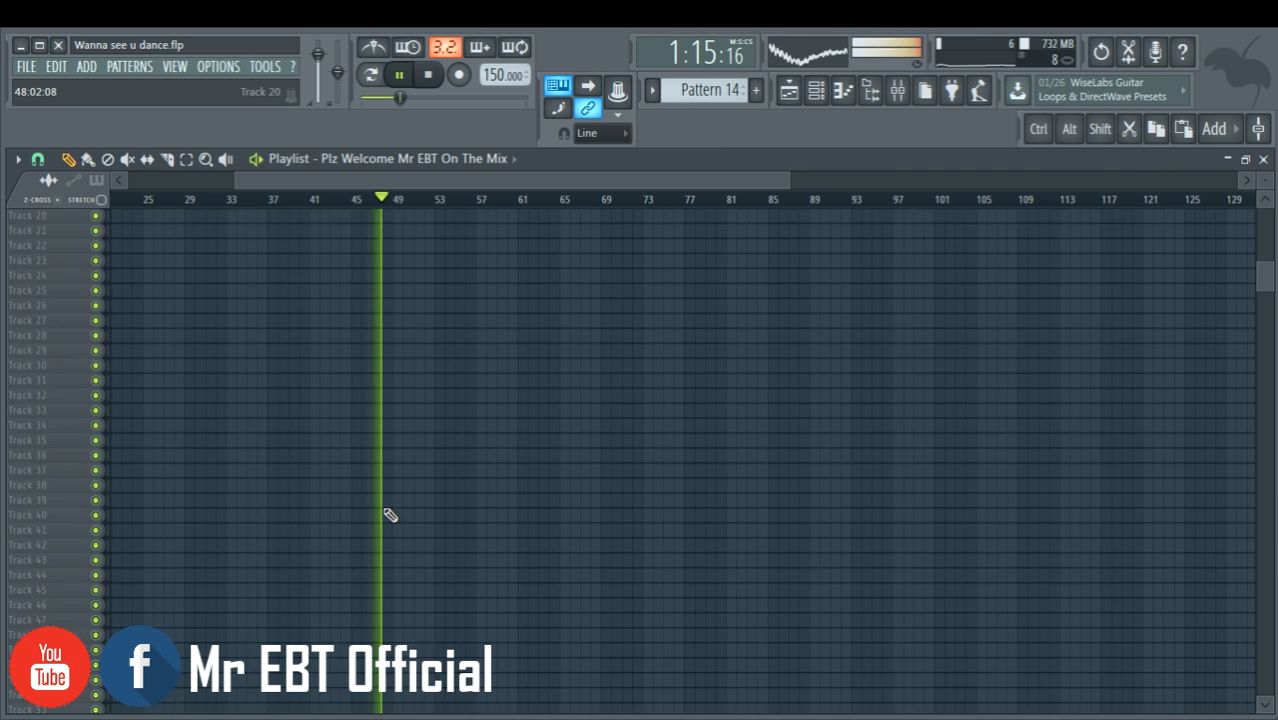 Wanna see u dance.flp
FILE EDIT ADD PATTERNS VIEW OPTIONS TOOLS ?
48:02:08 Track 20
3.2.
150.000
Line
1:15:16 M:S:CS
Pattern 14
6 732 MB
8
01/26 WiseLabs Guitar
Loops & DirectWave Presets
Ctrl Alt Shift Add
Playlist - Plz Welcome Mr EBT On The Mix
Z-CROSS STRETCH
25 29 33 37 41 45 49 53 57 61 65 69 73 77 81 85 89 93 97 101 105 109 113 117 121 125 129
Track 20
Track 21
Track 22
Track 23
Track 24
Track 25
Track 26
Track 27
Track 28
Track 29
Track 30
Track 31
Track 32
Track 33
Track 34
Track 35
Track 36
Track 37
Track 38
Track 39
Track 40
Track 41
Track 42
Track 43
Track 44
Track 45
Track 46
Track 47
Track 53
You
Tube
f
Mr EBT Official